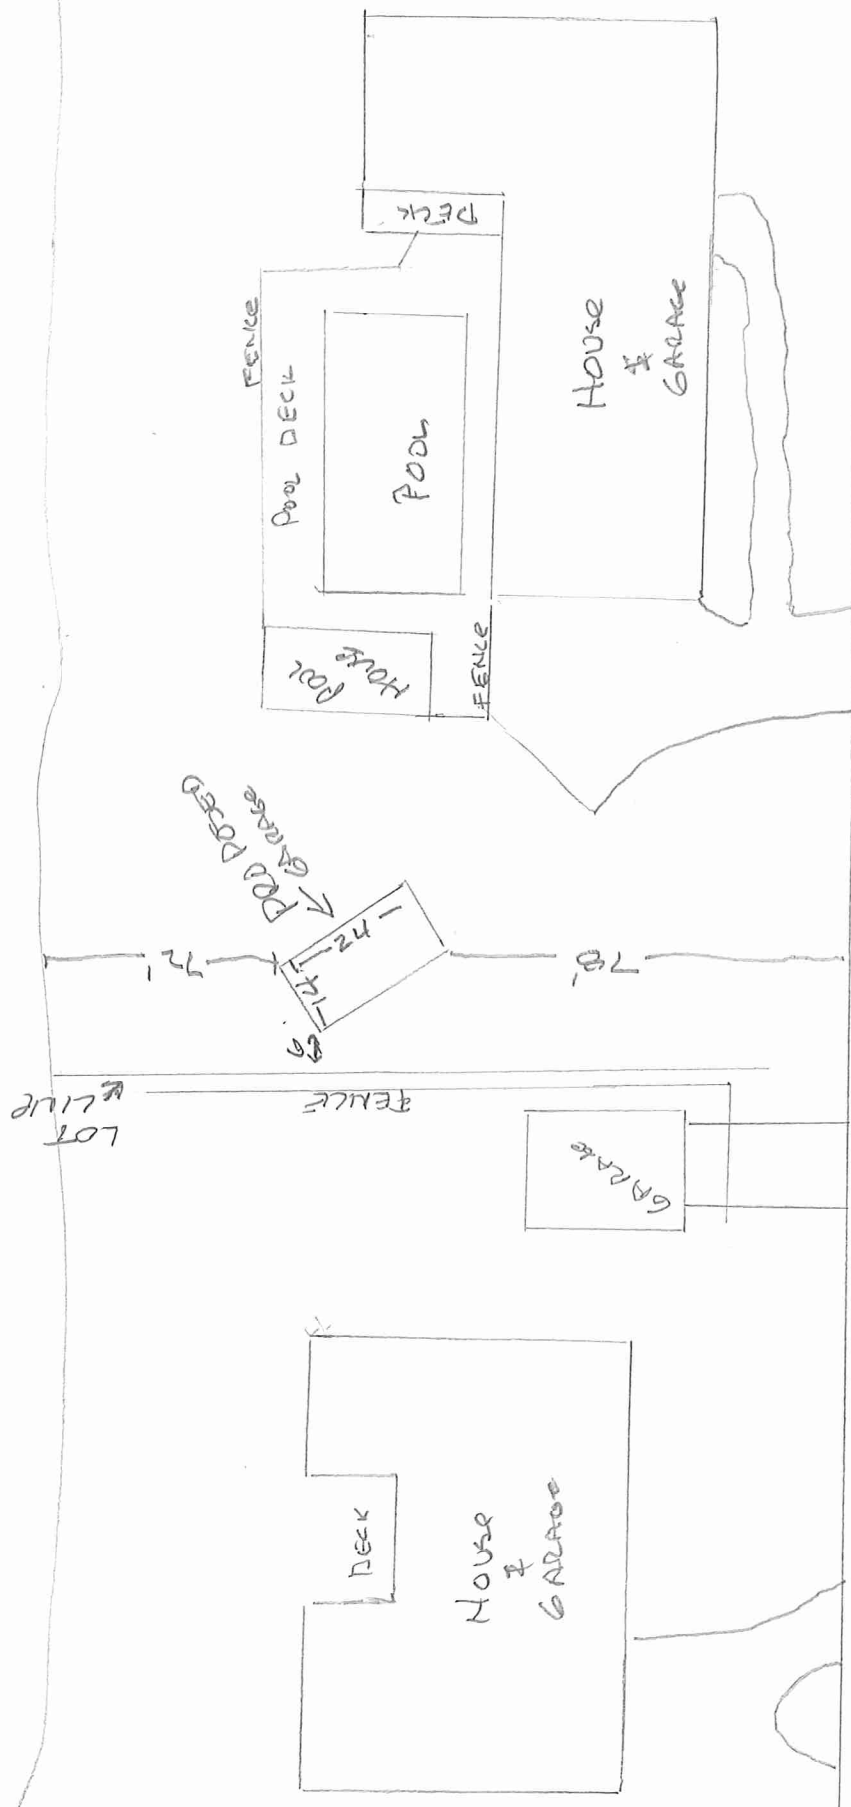 DECK
FENCE
POOL DECK
POOL
HOUSE
&
GARAGE
POOL
HOUSE
FENCE
PROPOSED
GARAGE
72'
24
14
78'
LOT
LINE
FENCE
GARAGE
DECK
HOUSE
&
GARAGE